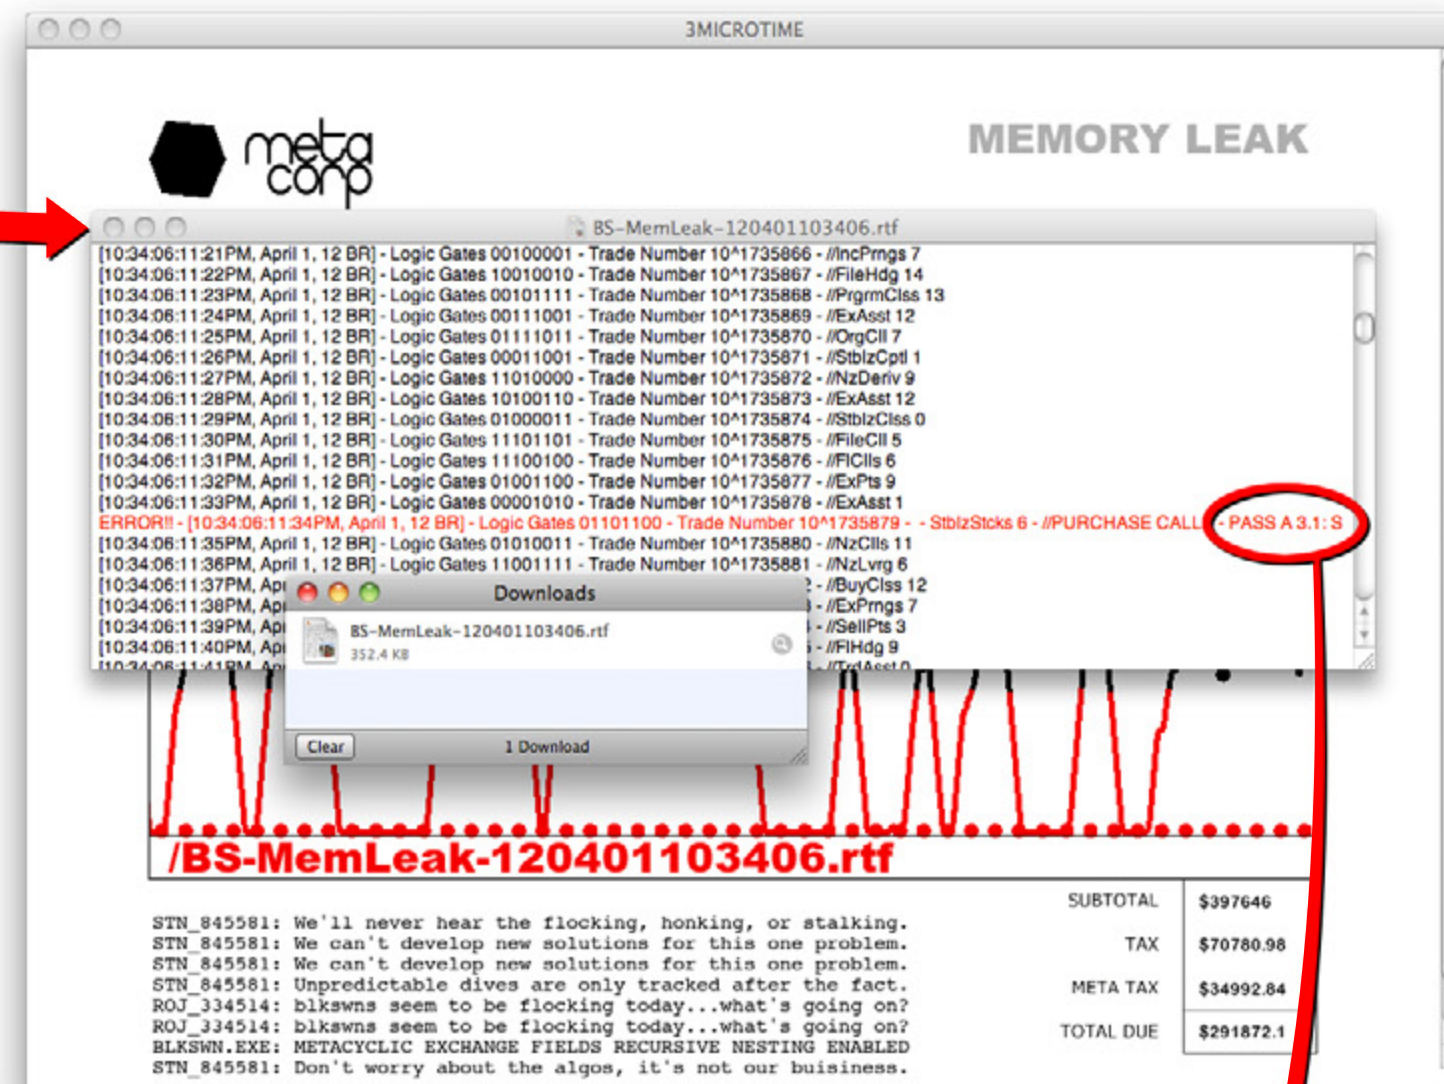 3MICROTIME
meta corp
MEMORY LEAK
BS-MemLeak-120401103406.rtf
[10:34:06:11:21PM, April 1, 12 BR] - Logic Gates 00100001 - Trade Number 10^1735866 - //IncPrngs 7
[10:34:06:11:22PM, April 1, 12 BR] - Logic Gates 10010010 - Trade Number 10^1735867 - //FileHdg 14
[10:34:06:11:23PM, April 1, 12 BR] - Logic Gates 00101111 - Trade Number 10^1735868 - //PrgrmClss 13
[10:34:06:11:24PM, April 1, 12 BR] - Logic Gates 00111001 - Trade Number 10^1735869 - //ExAsst 12
[10:34:06:11:25PM, April 1, 12 BR] - Logic Gates 01111011 - Trade Number 10^1735870 - //OrgCll 7
[10:34:06:11:26PM, April 1, 12 BR] - Logic Gates 00011001 - Trade Number 10^1735871 - //StblzCptl 1
[10:34:06:11:27PM, April 1, 12 BR] - Logic Gates 11010000 - Trade Number 10^1735872 - //NzDeriv 9
[10:34:06:11:28PM, April 1, 12 BR] - Logic Gates 10100110 - Trade Number 10^1735873 - //ExAsst 12
[10:34:06:11:29PM, April 1, 12 BR] - Logic Gates 01000011 - Trade Number 10^1735874 - //StblzClss 0
[10:34:06:11:30PM, April 1, 12 BR] - Logic Gates 11101101 - Trade Number 10^1735875 - //FileCll 5
[10:34:06:11:31PM, April 1, 12 BR] - Logic Gates 11100100 - Trade Number 10^1735876 - //FlClls 6
[10:34:06:11:32PM, April 1, 12 BR] - Logic Gates 01001100 - Trade Number 10^1735877 - //ExPts 9
[10:34:06:11:33PM, April 1, 12 BR] - Logic Gates 00001010 - Trade Number 10^1735878 - //ExAsst 1
ERROR!! - [10:34:06:11:34PM, April 1, 12 BR] - Logic Gates 01101100 - Trade Number 10^1735879 - - StblzStcks 6 - //PURCHASE CALL - PASS A 3.1: S
[10:34:06:11:35PM, April 1, 12 BR] - Logic Gates 01010011 - Trade Number 10^1735880 - //NzClls 11
[10:34:06:11:36PM, April 1, 12 BR] - Logic Gates 11001111 - Trade Number 10^1735881 - //NzLvrg 6
[10:34:06:11:37PM, - //BuyClss 12
[10:34:06:11:38PM, - //ExPrngs 7
[10:34:06:11:39PM, - //SellPts 3
[10:34:06:11:40PM, - //FlHdg 9
[10:34:06:11:41PM, //TrdAsst 0
Downloads
BS-MemLeak-120401103406.rtf
352.4 KB
Clear
1 Download
/BS-MemLeak-120401103406.rtf
STN_845581: We'll never hear the flocking, honking, or stalking.
STN_845581: We can't develop new solutions for this one problem.
STN_845581: We can't develop new solutions for this one problem.
STN_845581: Unpredictable dives are only tracked after the fact.
ROJ_334514: blkswns seem to be flocking today...what's going on?
ROJ_334514: blkswns seem to be flocking today...what's going on?
BLKSWN.EXE: METACYCLIC EXCHANGE FIELDS RECURSIVE NESTING ENABLED
STN_845581: Don't worry about the algos, it's not our buisiness.
SUBTOTAL $397646
TAX $70780.98
META TAX $34992.84
TOTAL DUE $291872.1